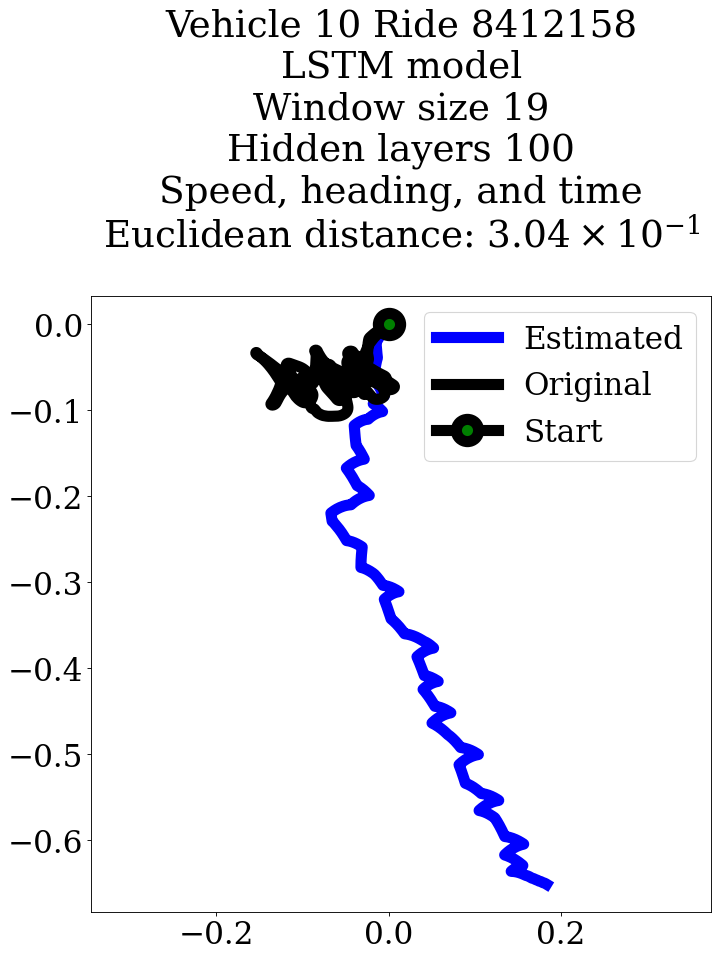 Vehicle 10 Ride 8412158
LSTM model
Window size 19
Hidden layers 100
Speed, heading, and time
Euclidean distance: 3.04 × 10⁻¹
Estimated
Original
Start
0.0
−0.1
−0.2
−0.3
−0.4
−0.5
−0.6
−0.2
0.0
0.2